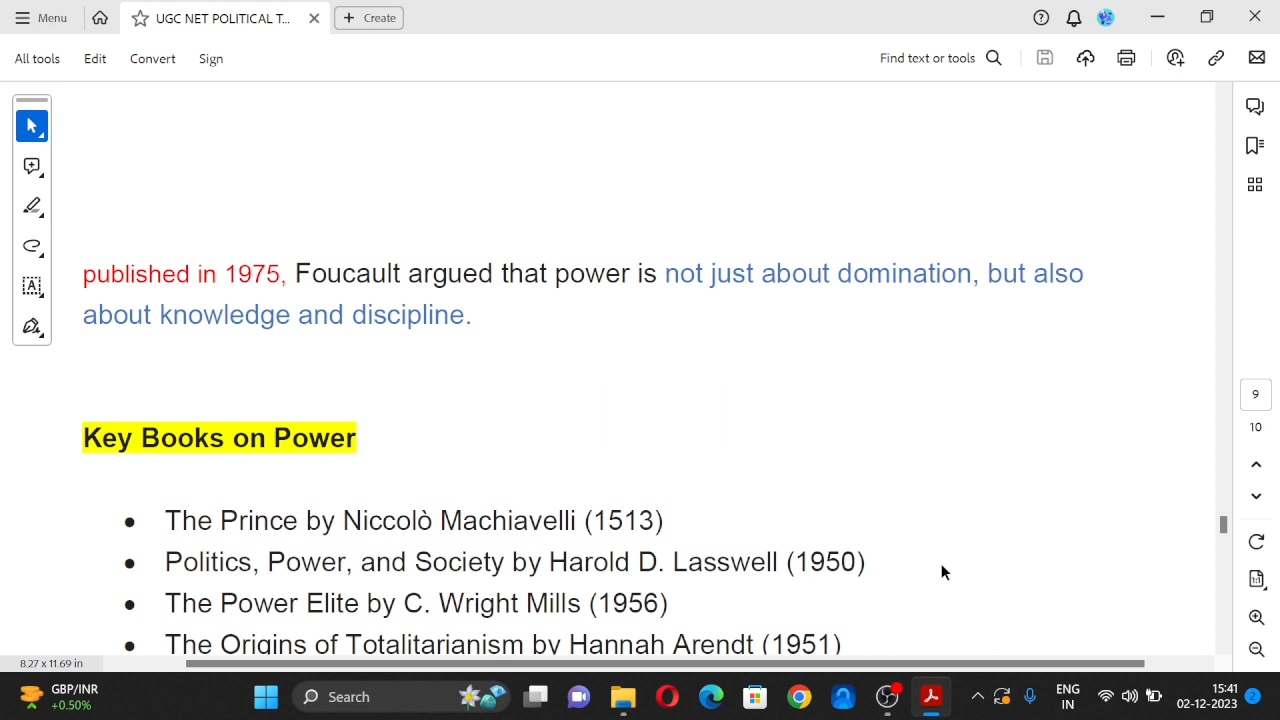 Menu
UGC NET POLITICAL T...
Create
All tools Edit Convert Sign
Find text or tools
published in 1975, Foucault argued that power is not just about domination, but also
about knowledge and discipline.
Key Books on Power
• The Prince by Niccolò Machiavelli (1513)
• Politics, Power, and Society by Harold D. Lasswell (1950)
• The Power Elite by C. Wright Mills (1956)
• The Origins of Totalitarianism by Hannah Arendt (1951)
9
10
8.27 x 11.69 in
GBP/INR
+0.50%
Search
ENG
IN
15:41
02-12-2023
2